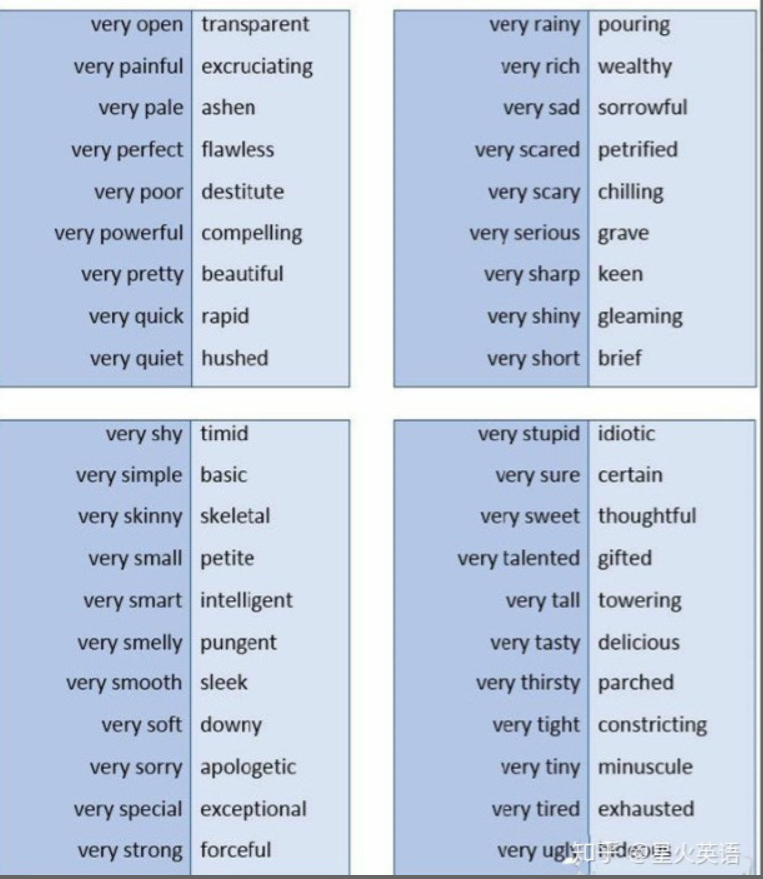 very open transparent
very painful excruciating
very pale ashen
very perfect flawless
very poor destitute
very powerful compelling
very pretty beautiful
very quick rapid
very quiet hushed
very rainy pouring
very rich wealthy
very sad sorrowful
very scared petrified
very scary chilling
very serious grave
very sharp keen
very shiny gleaming
very short brief
very shy timid
very simple basic
very skinny skeletal
very small petite
very smart intelligent
very smelly pungent
very smooth sleek
very soft downy
very sorry apologetic
very special exceptional
very strong forceful
very stupid idiotic
very sure certain
very sweet thoughtful
very talented gifted
very tall towering
very tasty delicious
very thirsty parched
very tight constricting
very tiny minuscule
very tired exhausted
very ugly hideous
知乎 @星火英语